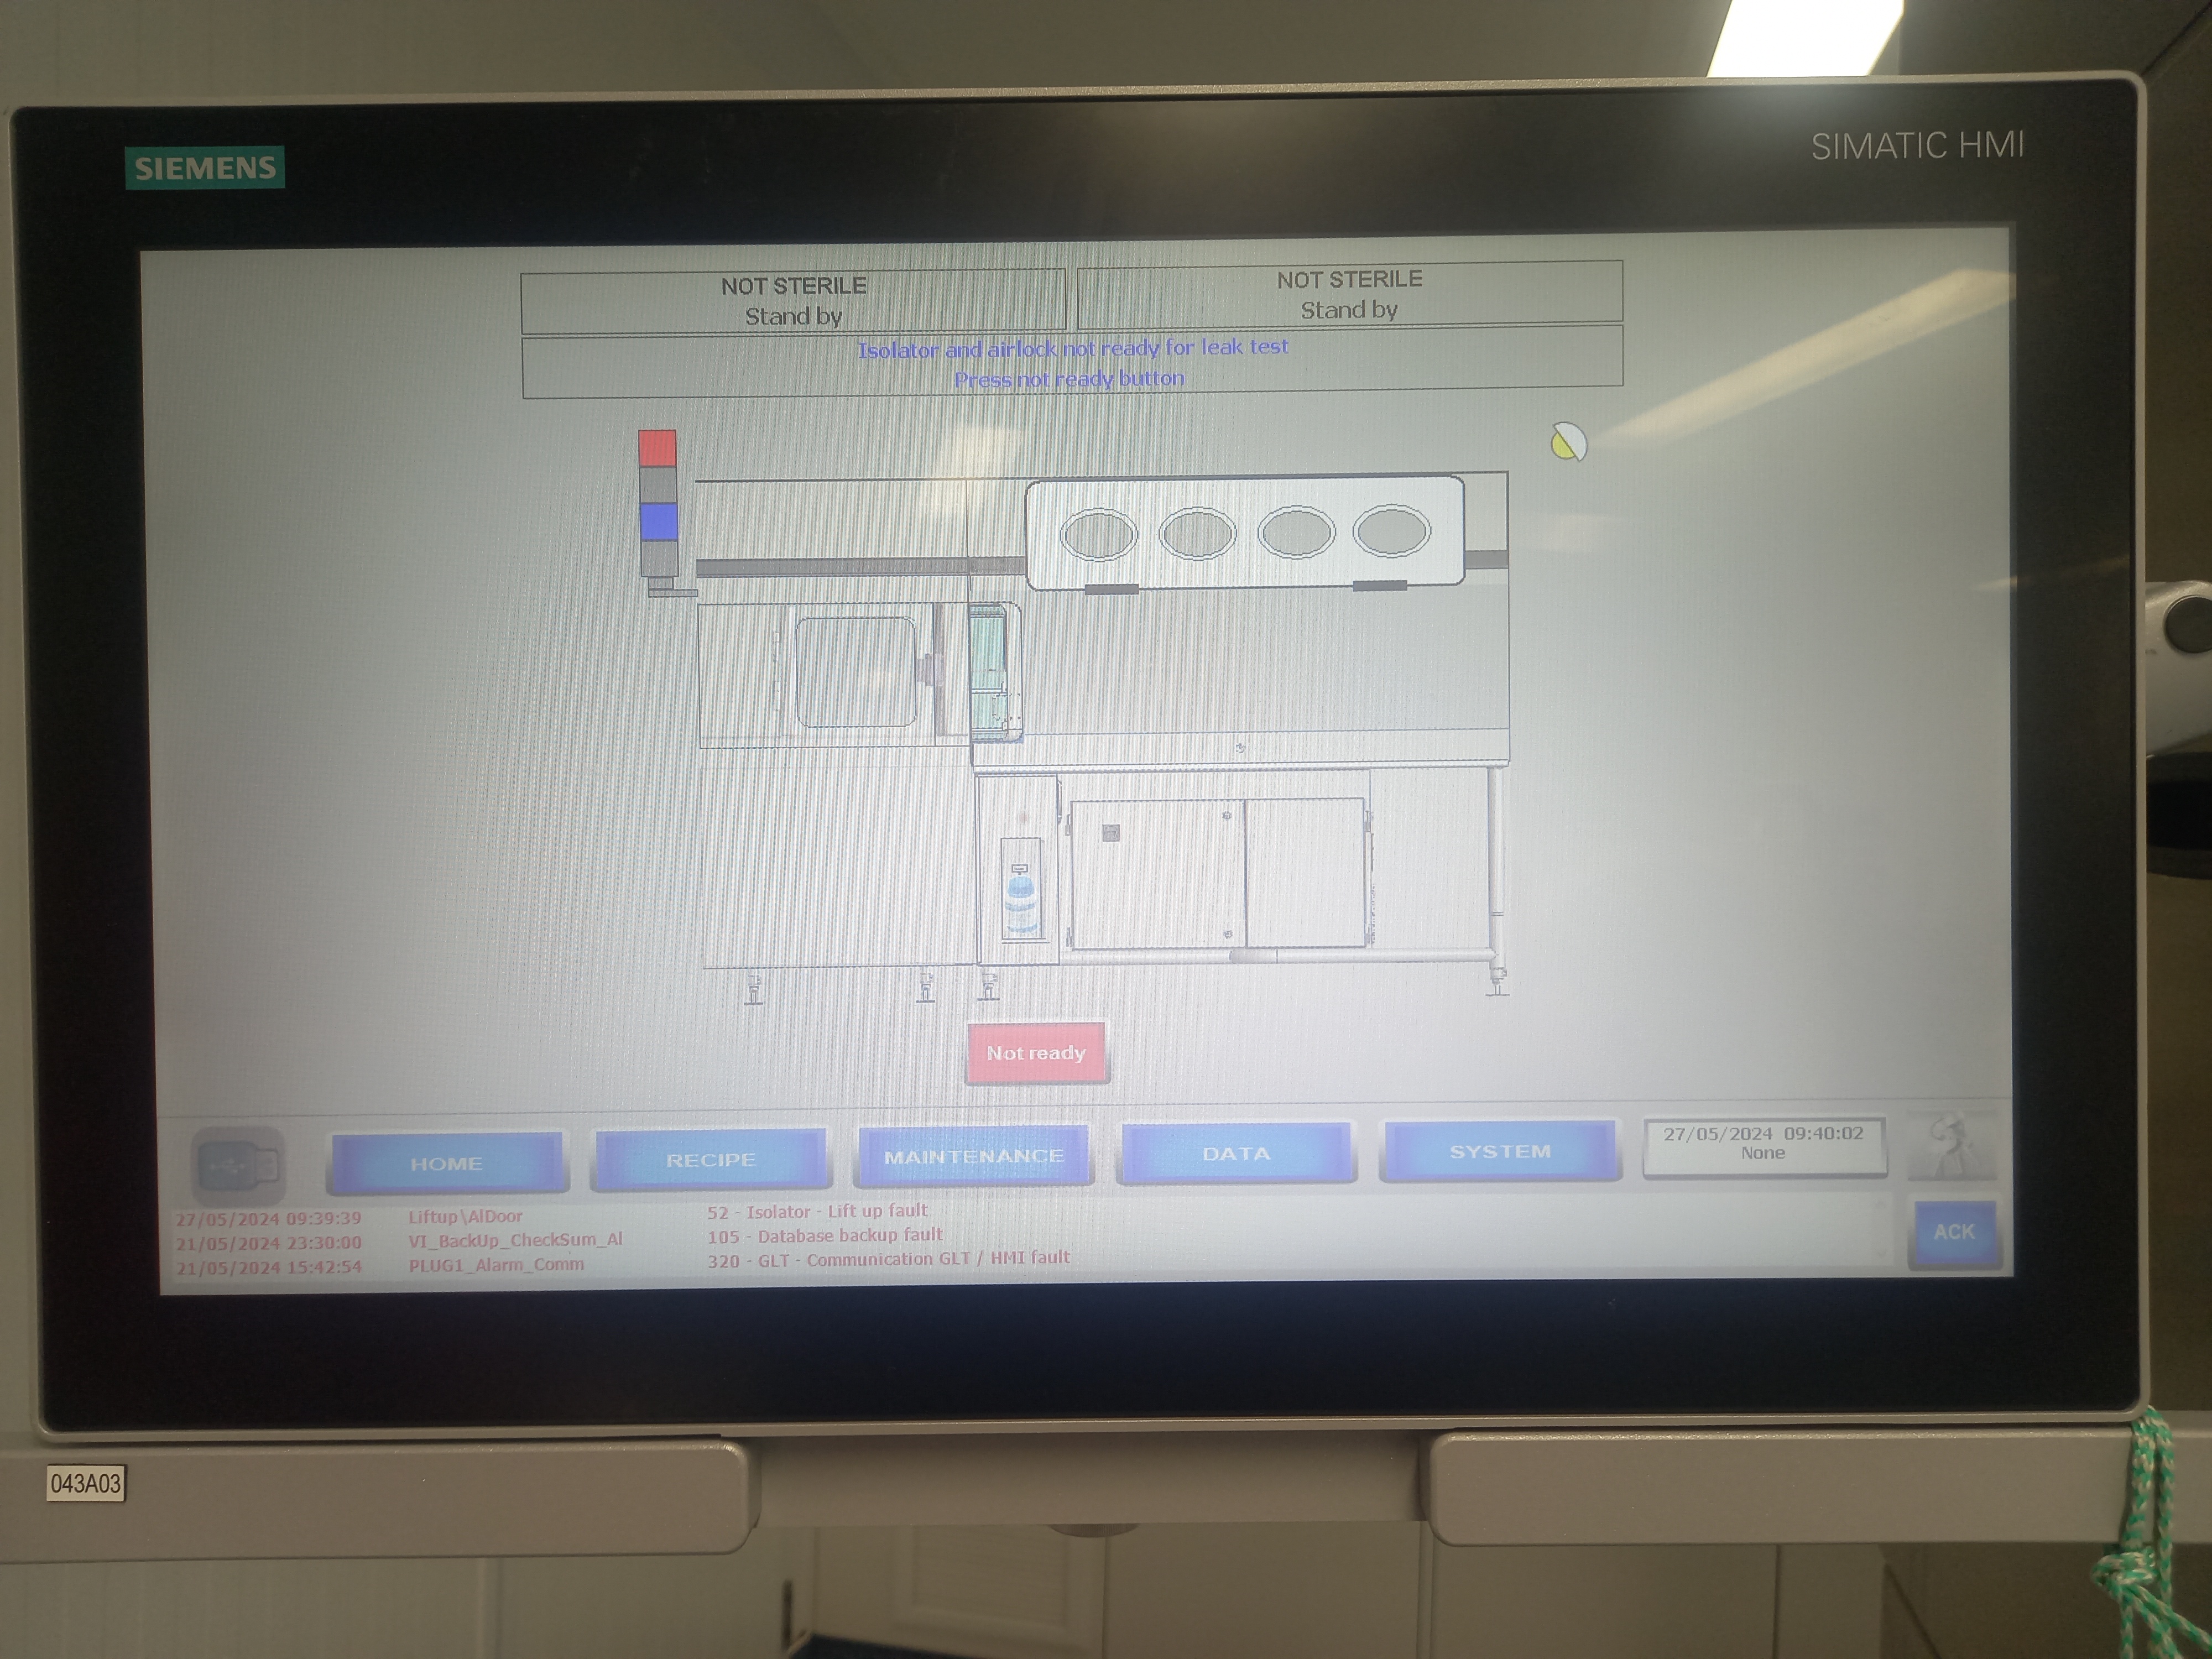 SIEMENS
SIMATIC HMI
NOT STERILE
Stand by
NOT STERILE
Stand by
Isolator and airlock not ready for leak test
Press not ready button
Not ready
HOME
RECIPE
MAINTENANCE
DATA
SYSTEM
27/05/2024 09:40:02
None
27/05/2024 09:39:39 Liftup\AlDoor 52 - Isolator - Lift up fault
21/05/2024 23:30:00 VI_BackUp_CheckSum_Al 105 - Database backup fault
21/05/2024 15:42:54 PLUG1_Alarm_Comm 320 - GLT - Communication GLT / HMI fault
ACK
043A03